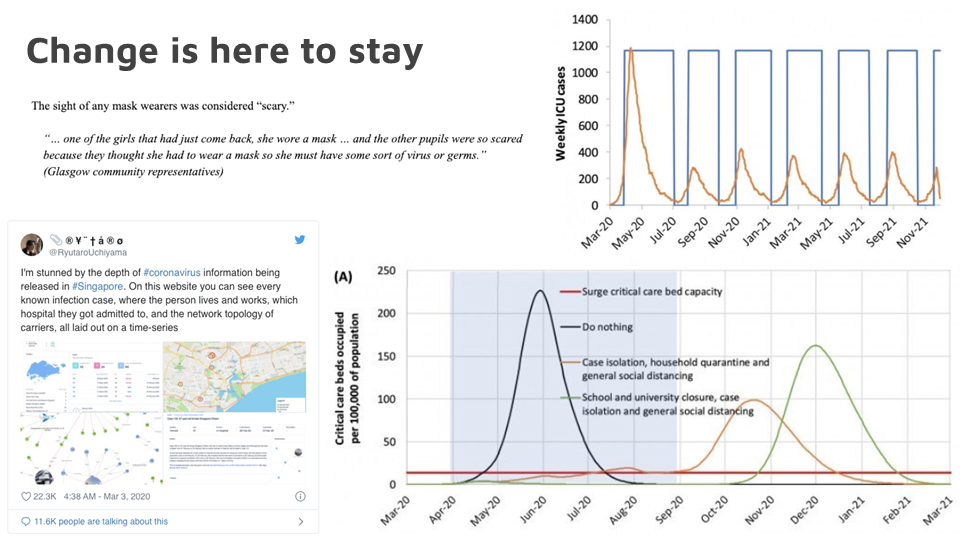 Change is here to stay
The sight of any mask wearers was considered “scary.”
“… one of the girls that had just come back, she wore a mask … and the other pupils were so scared
because they thought she had to wear a mask so she must have some sort of virus or germs.”
(Glasgow community representatives)
® ¥ ¨ † å ® ø
@RyutaroUchiyama
I'm stunned by the depth of #coronavirus information being
released in #Singapore. On this website you can see every
known infection case, where the person lives and works, which
hospital they got admitted to, and the network topology of
carriers, all laid out on a time-series
22.3K 4:38 AM - Mar 3, 2020
11.6K people are talking about this
Weekly ICU cases
1400
1200
1000
800
600
400
200
0
Mar-20 May-20 Jul-20 Sep-20 Nov-20 Jan-21 Mar-21 May-21 Jul-21 Sep-21 Nov-21
(A)
Critical care beds occupied
per 100,000 of population
250
200
150
100
50
0
Surge critical care bed capacity
Do nothing
Case isolation, household quarantine and
general social distancing
School and university closure, case
isolation and general social distancing
Mar-20 Apr-20 May-20 Jun-20 Jul-20 Aug-20 Sep-20 Oct-20 Nov-20 Dec-20 Jan-21 Feb-21 Mar-21